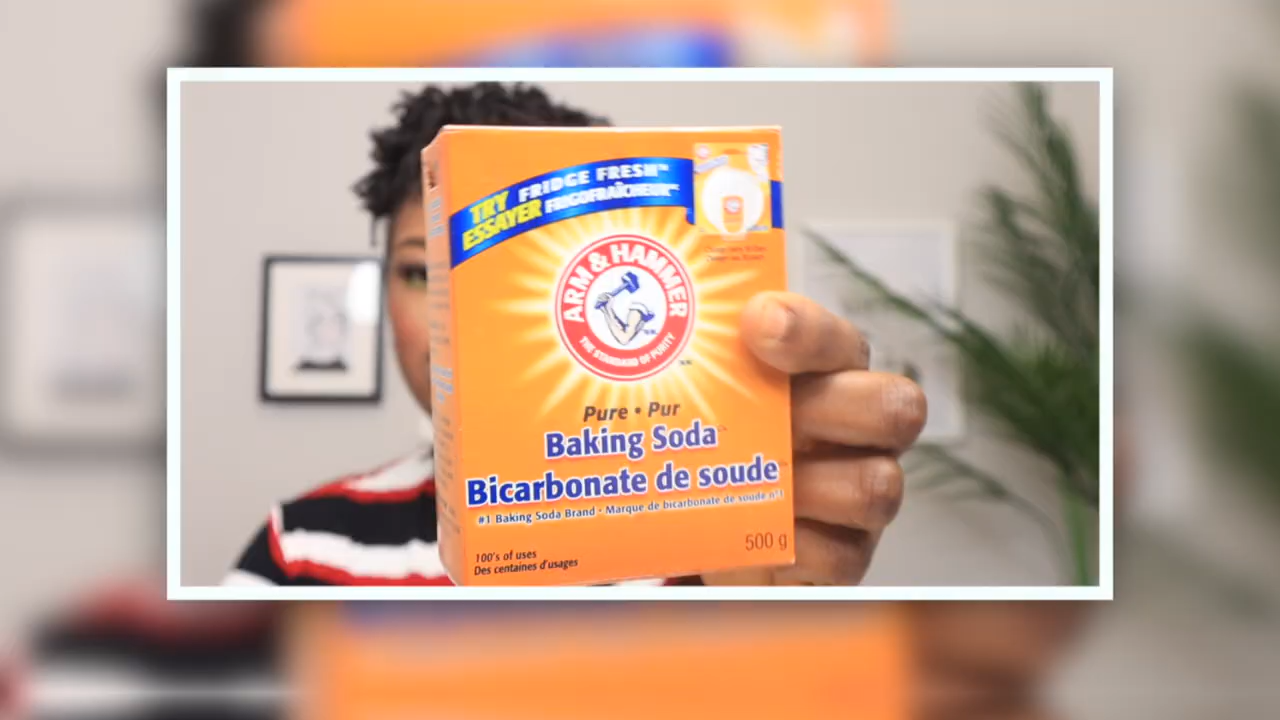 TRY FRIDGE FRESH™
ESSAYER FRIGOFRAÎCHEUR
ARM & HAMMER
THE STANDARD OF PURITY
Pure • Pur
Baking Soda
Bicarbonate de soude
#1 Baking Soda Brand • Marque de bicarbonate de soude n°1
100's of uses
Des centaines d'usages
500 g